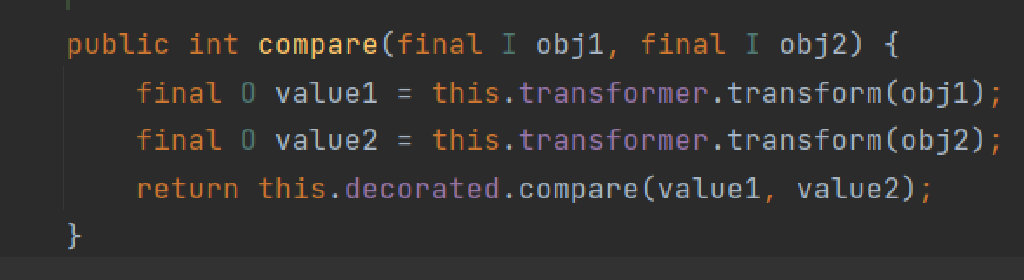 public int compare(final I obj1, final I obj2) {
    final O value1 = this.transformer.transform(obj1);
    final O value2 = this.transformer.transform(obj2);
    return this.decorated.compare(value1, value2);
}